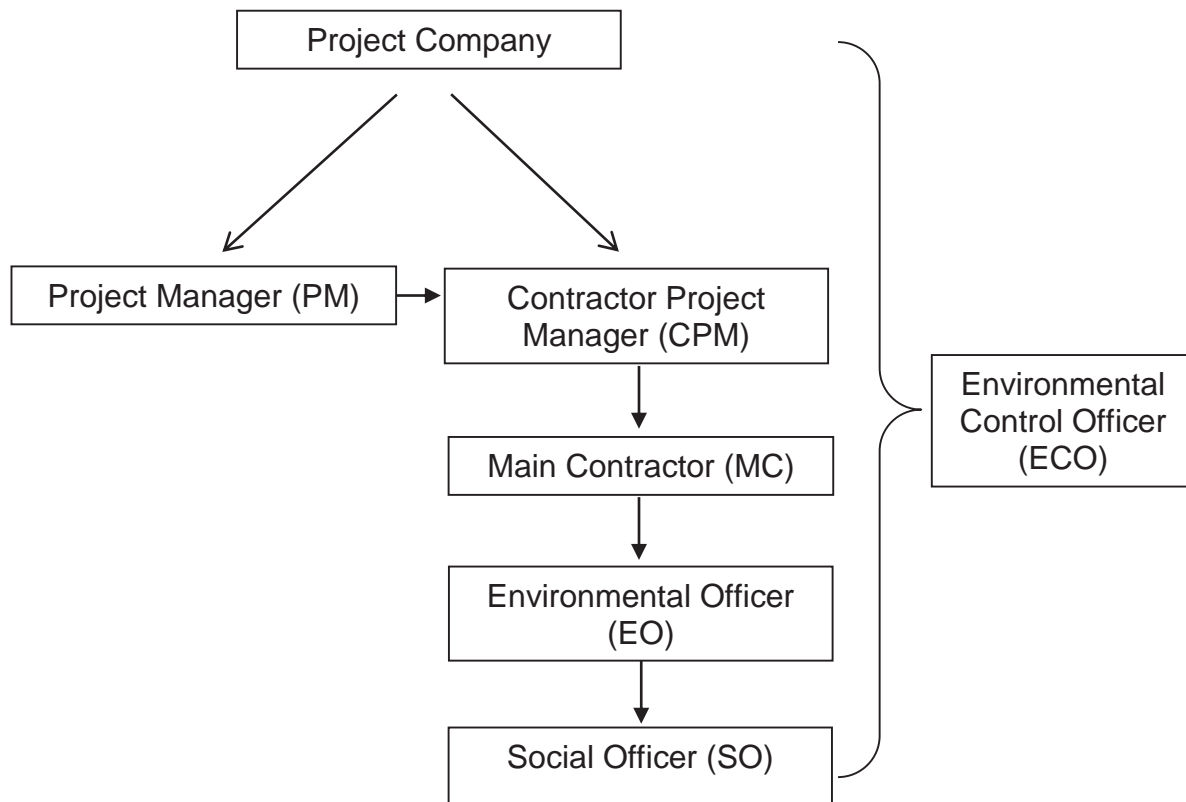 Project Company
Project Manager (PM)
Contractor Project
Manager (CPM)
Main Contractor (MC)
Environmental
Control Officer
(ECO)
Environmental Officer
(EO)
Social Officer (SO)